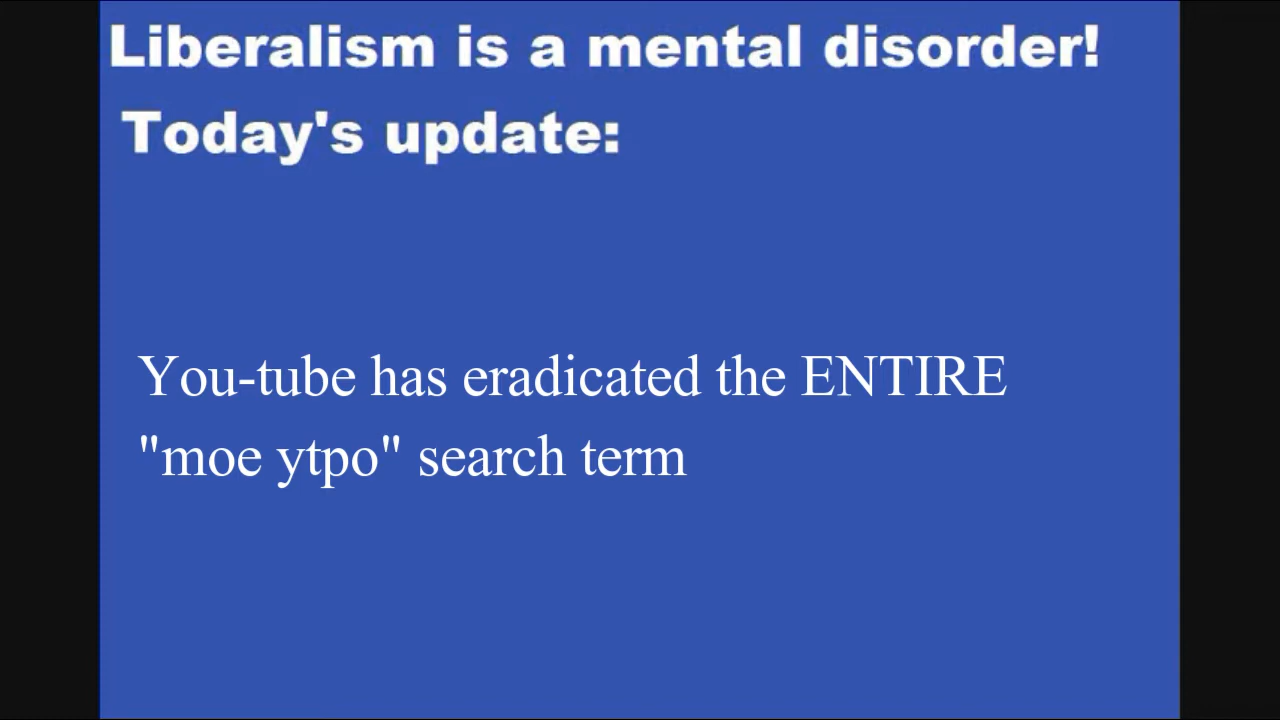 Liberalism is a mental disorder!
Today's update:
You-tube has eradicated the ENTIRE
"moe ytpo" search term